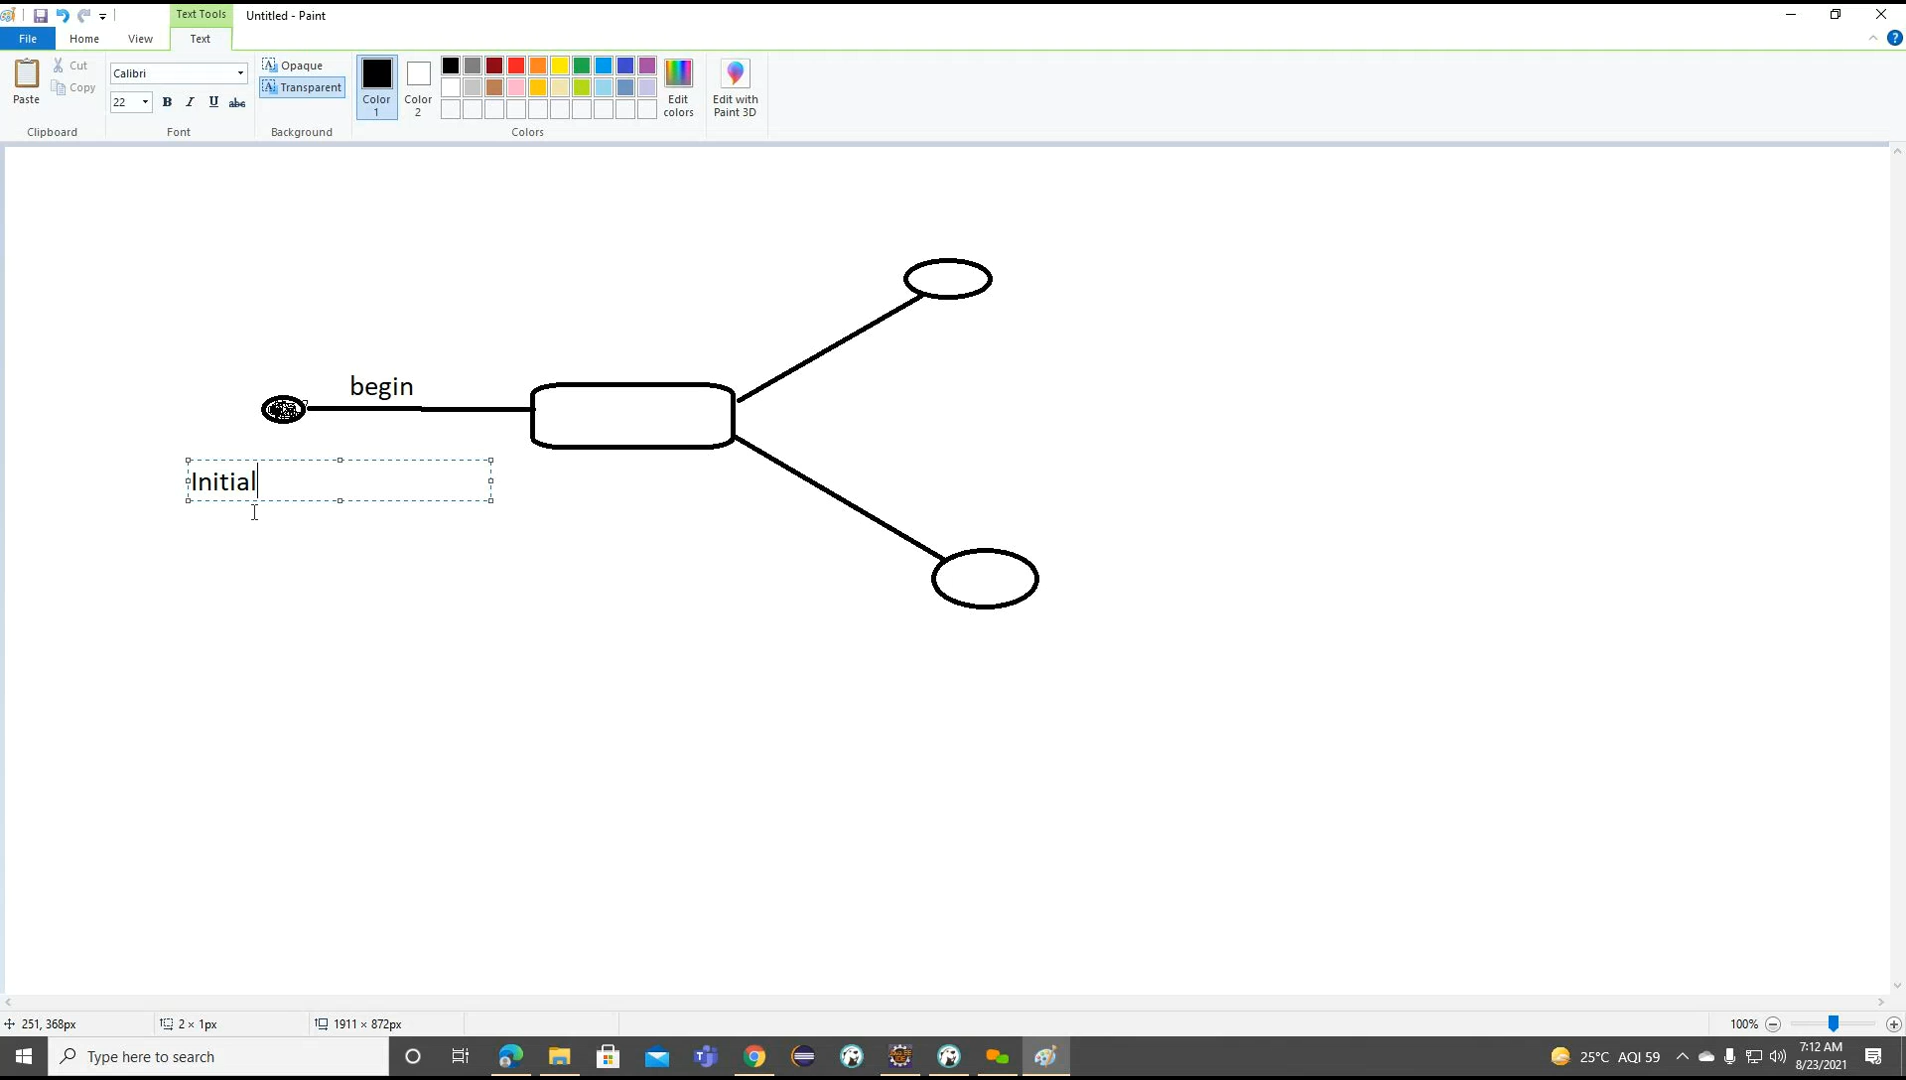 Text Tools
Untitled - Paint
File
Home
View
Text
Paste
Cut
Copy
Clipboard
Calibri
22
B I U abc
Font
Opaque
Transparent
Background
Color 1
Color 2
Colors
Edit colors
Edit with Paint 3D
begin
Initial
251, 368px
2 × 1px
1911 × 872px
100%
Type here to search
25°C AQI 59
7:12 AM
8/23/2021